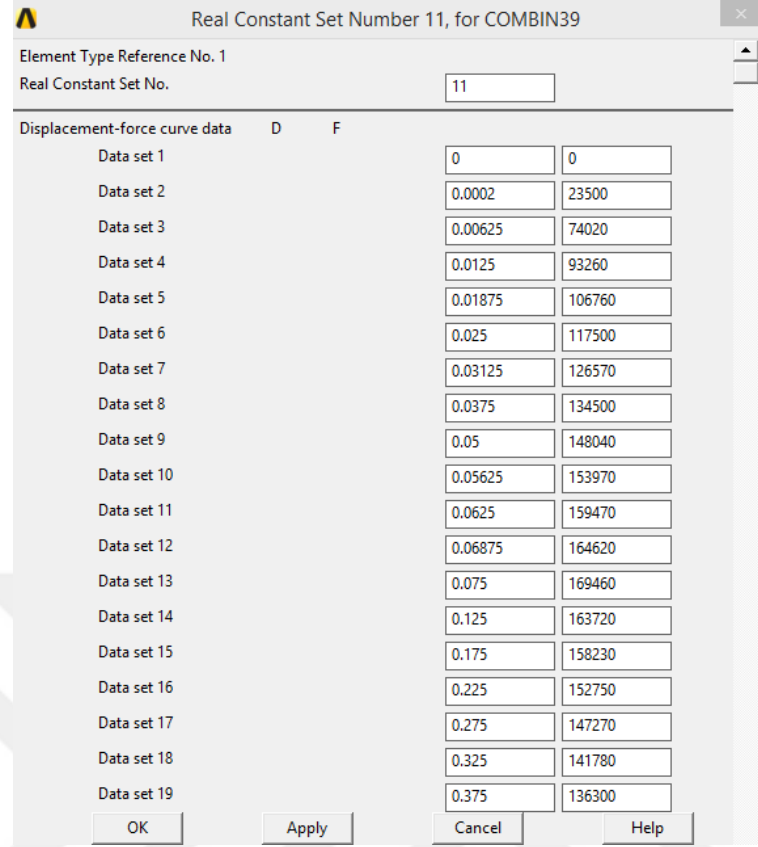 Real Constant Set Number 11, for COMBIN39
Element Type Reference No. 1
Real Constant Set No. 11
Displacement-force curve data D F
Data set 1 0 0
Data set 2 0.0002 23500
Data set 3 0.00625 74020
Data set 4 0.0125 93260
Data set 5 0.01875 106760
Data set 6 0.025 117500
Data set 7 0.03125 126570
Data set 8 0.0375 134500
Data set 9 0.05 148040
Data set 10 0.05625 153970
Data set 11 0.0625 159470
Data set 12 0.06875 164620
Data set 13 0.075 169460
Data set 14 0.125 163720
Data set 15 0.175 158230
Data set 16 0.225 152750
Data set 17 0.275 147270
Data set 18 0.325 141780
Data set 19 0.375 136300
OK Apply Cancel Help